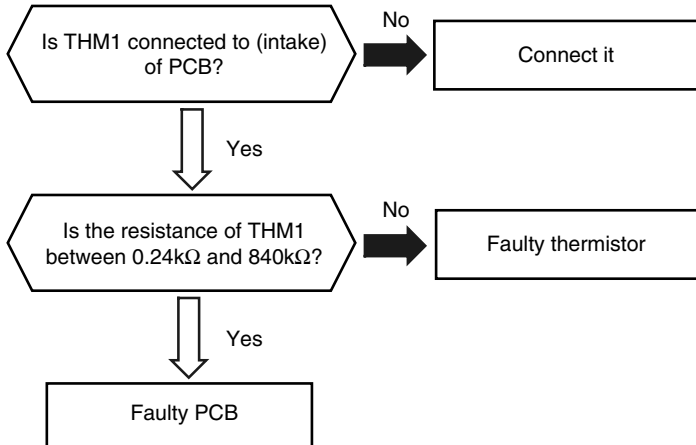 Is THM1 connected to (intake)
of PCB?
No
Connect it
Yes
Is the resistance of THM1
between 0.24kΩ and 840kΩ?
No
Faulty thermistor
Yes
Faulty PCB